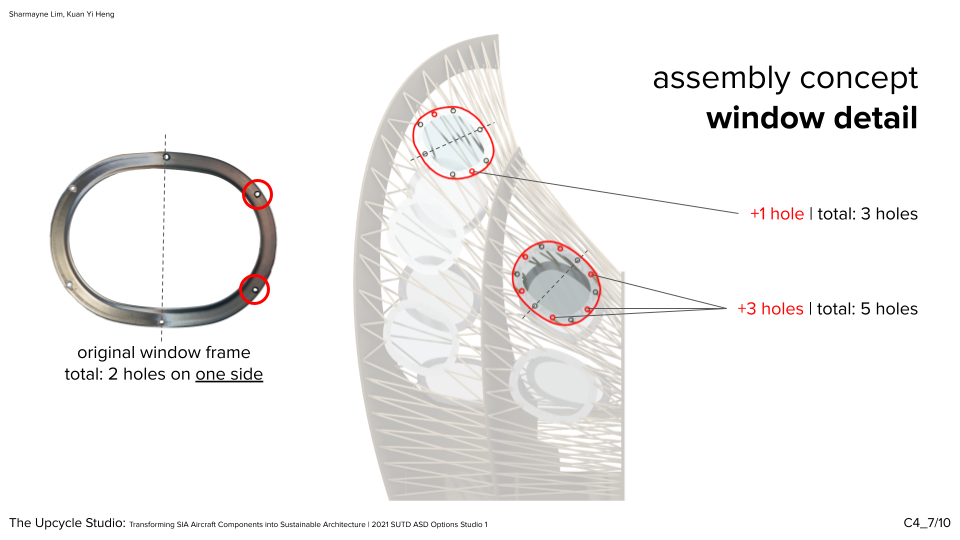 Sharmayne Lim, Kuan Yi Heng
assembly concept
window detail
+1 hole | total: 3 holes
+3 holes | total: 5 holes
original window frame
total: 2 holes on one side
The Upcycle Studio: Transforming SIA Aircraft Components into Sustainable Architecture | 2021 SUTD ASD Options Studio 1
C4_7/10